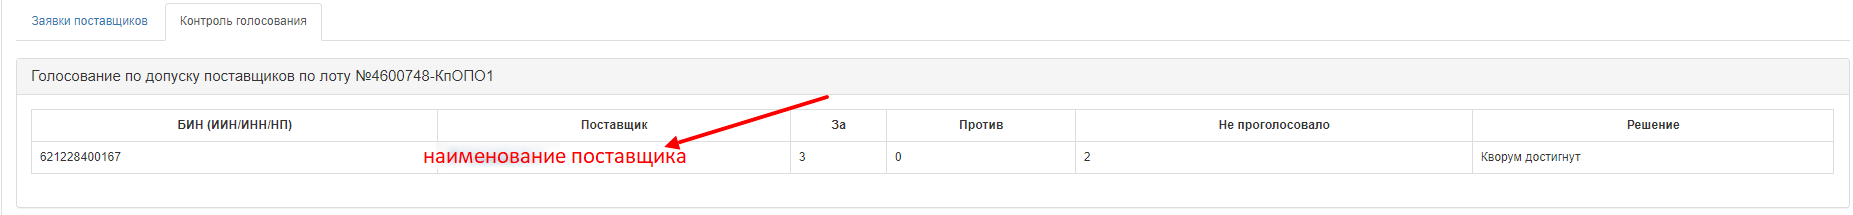 Заявки поставщиков Контроль голосования
Голосование по допуску поставщиков по лоту №4600748-КпОПО1
БИН (ИИН/ИНН/НП) Поставщик За Против Не проголосовало Решение
621228400167 наименование поставщика 3 0 2 Кворум достигнут